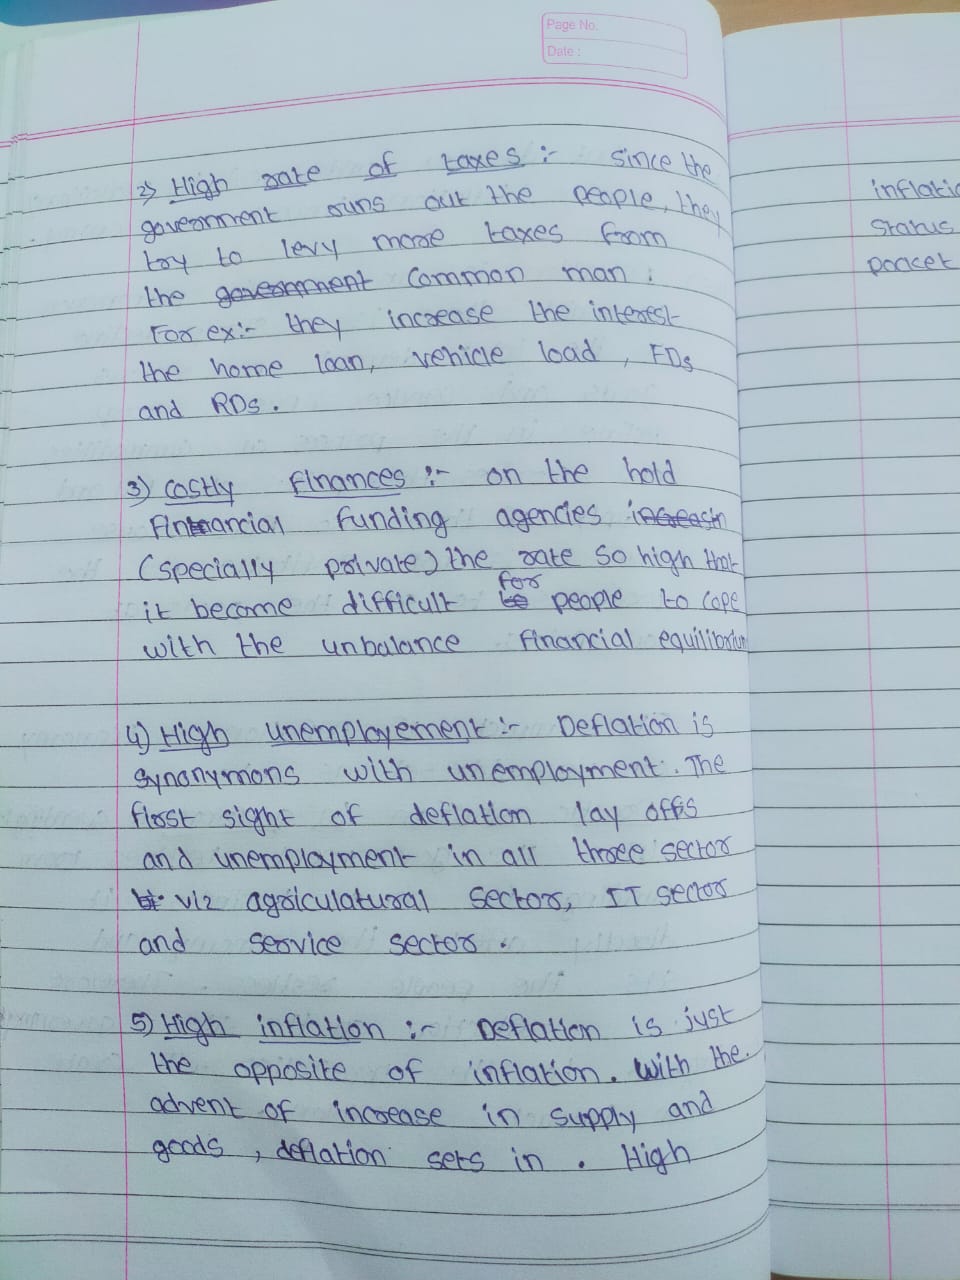 Page No.
Date :
2) High rate of taxes :- since the
government runs out the people, they
try to levy more taxes from
the government common man .
For ex:- they increase the interest
the home loan, vehicle load , FDs
and RDs .
3) costly finances :- on the hold
Financial funding agencies increasin
(specially private) the rate so high that
it become difficult for people to cope
with the unbalance financial equilibrium
4) High unemployement :- Deflation is
synonymons with unemployment. The
first sight of deflation lay offs
and unemployment in all three sector
viz agriculatural sector, IT sector
and service sector .
5) High inflation :- Deflation is just
the opposite of inflation. with the
advent of increase in supply and
goods , deflation sets in . High
inflatio
status
poncet